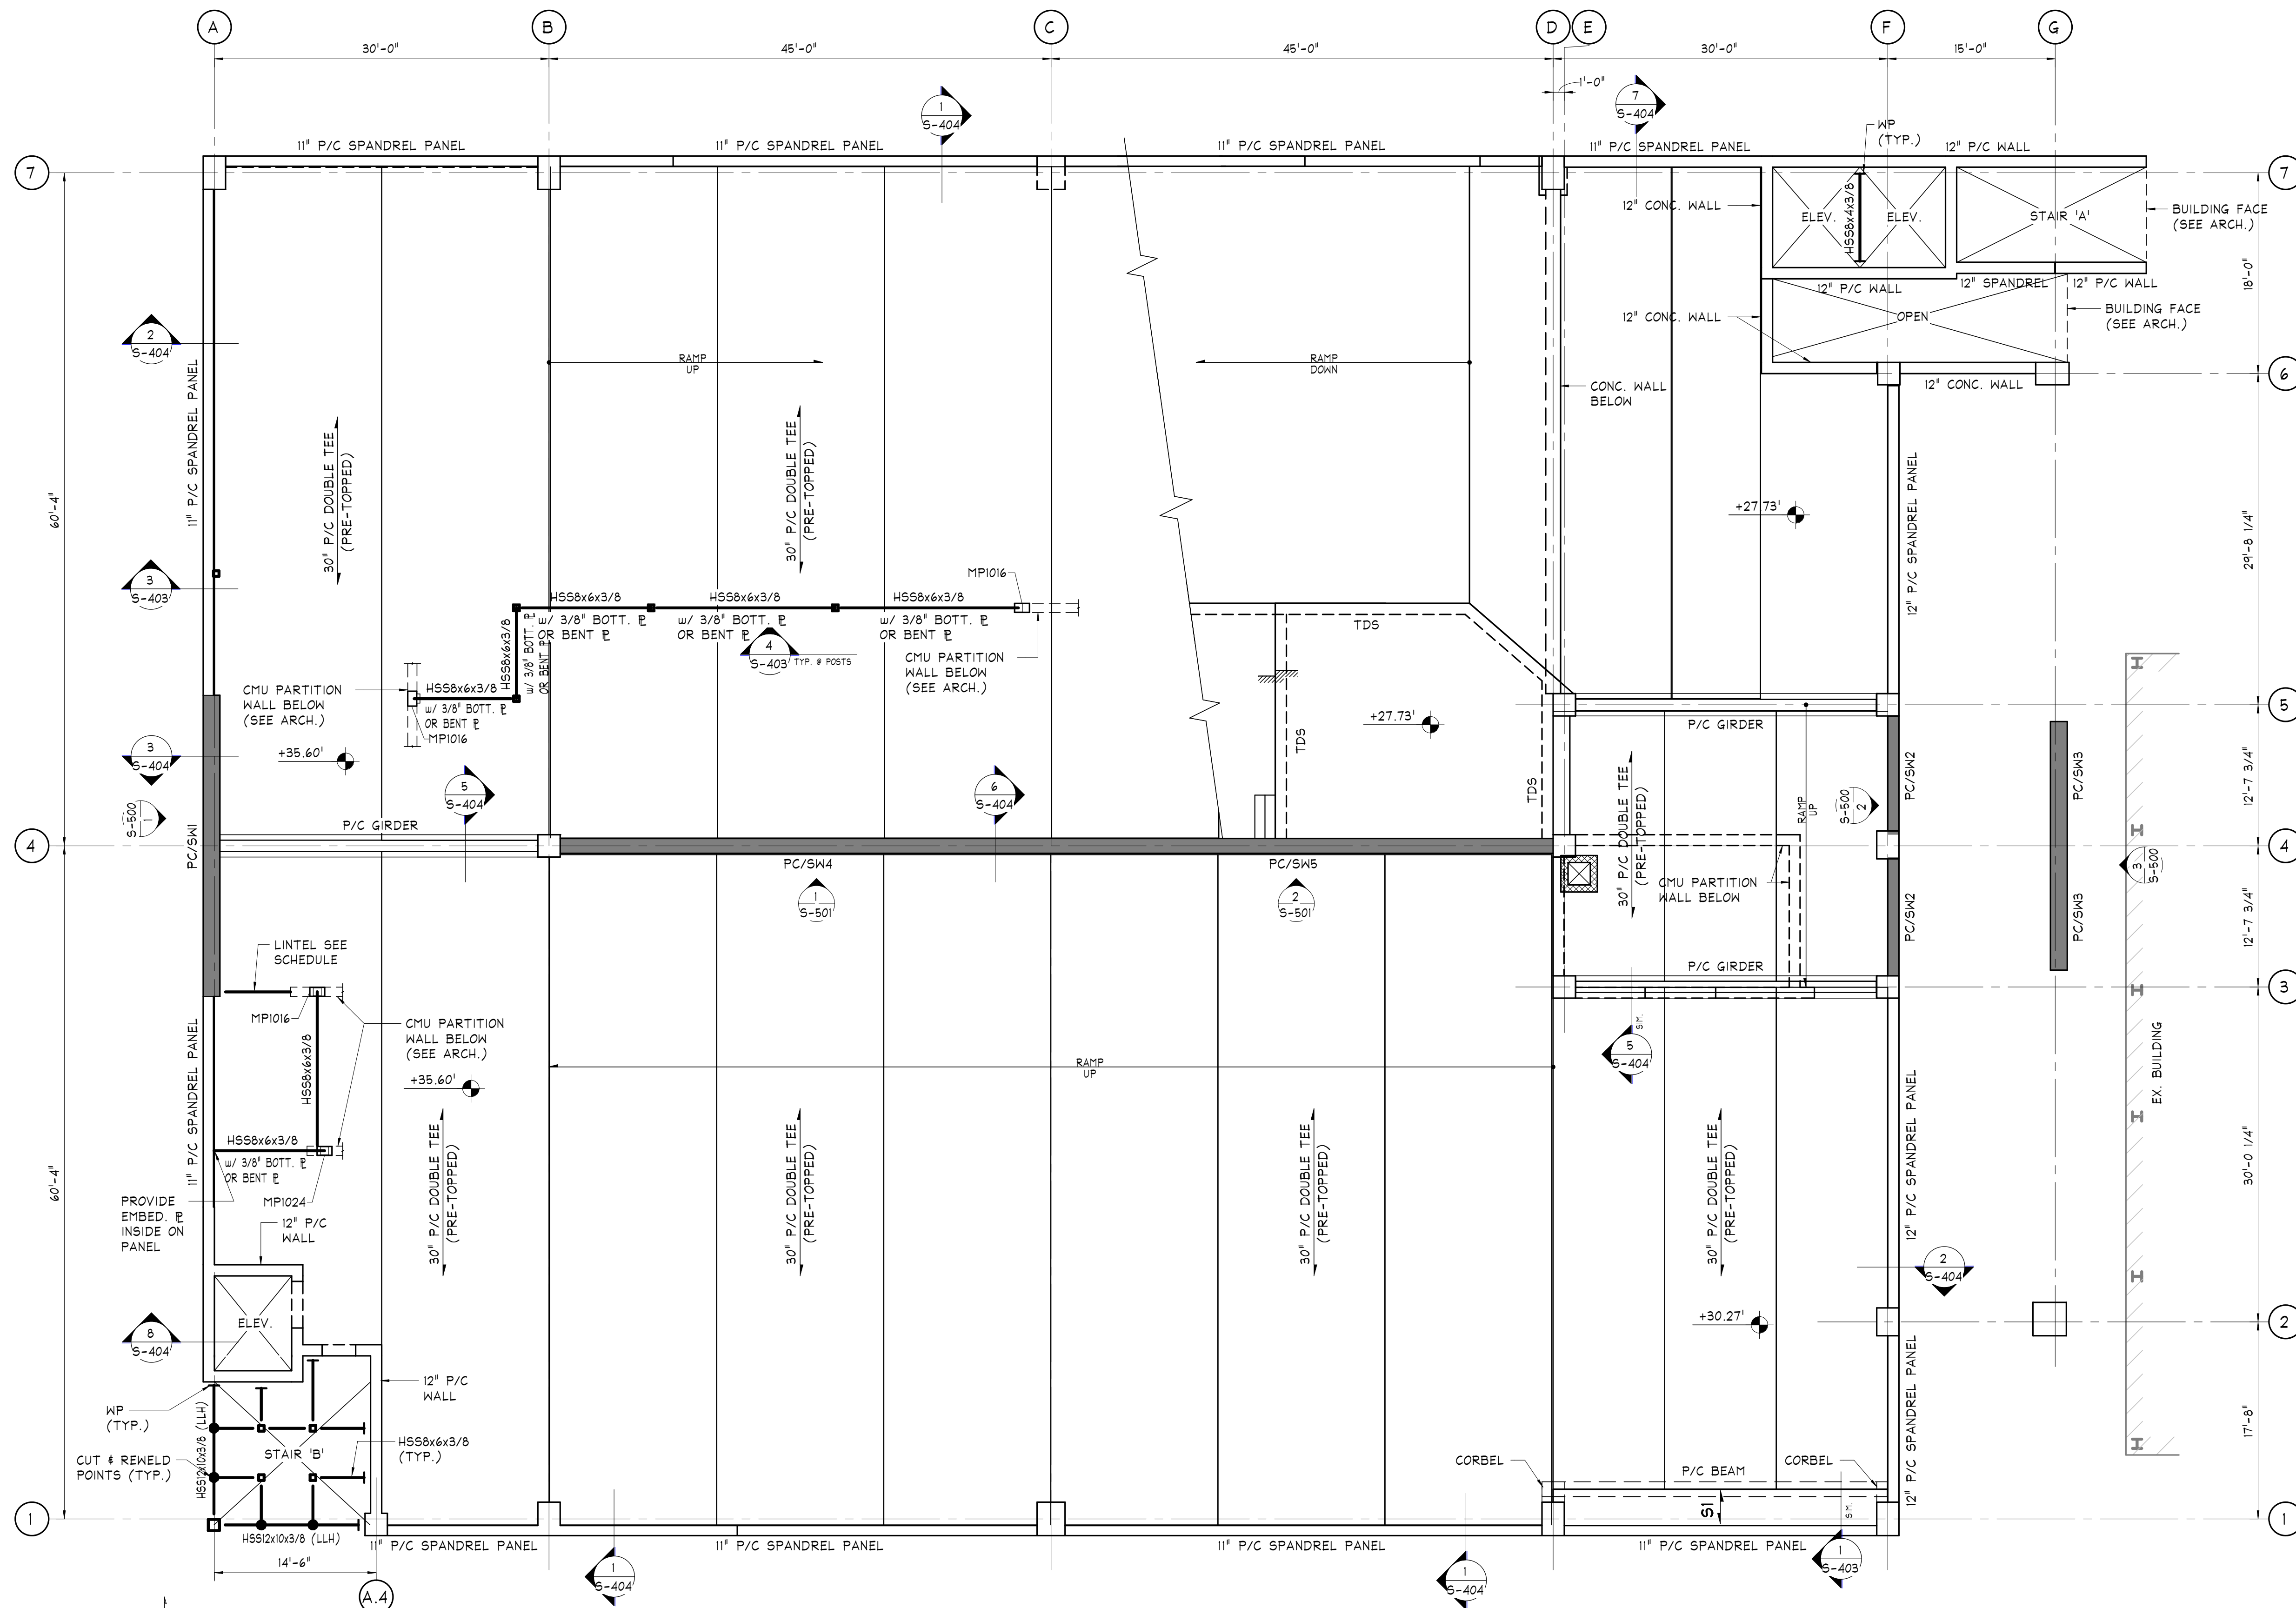 A
B
C
D
E
F
G
30'-0"
45'-0"
45'-0"
30'-0"
15'-0"
1'-0"
1
S-404
7
S-404
11" P/C SPANDREL PANEL
11" P/C SPANDREL PANEL
11" P/C SPANDREL PANEL
11" P/C SPANDREL PANEL
WP
(TYP.)
12" P/C WALL
7
7
12" CONC. WALL
ELEV.
HSS8x4x3/8
ELEV.
STAIR 'A'
BUILDING FACE
(SEE ARCH.)
18'-0"
12" P/C WALL
12" SPANDREL
12" P/C WALL
12" CONC. WALL
OPEN
BUILDING FACE
(SEE ARCH.)
2
S-404
RAMP
UP
RAMP
DOWN
CONC. WALL
BELOW
12" CONC. WALL
6
11" P/C SPANDREL PANEL
60'-4"
30" P/C DOUBLE TEE
(PRE-TOPPED)
30" P/C DOUBLE TEE
(PRE-TOPPED)
+27.73'
12" P/C SPANDREL PANEL
29'-8 1/4"
3
S-403
MP1016
HSS8x6x3/8
HSS8x6x3/8
HSS8x6x3/8
w/ 3/8" BOTT. ℙL
OR BENT ℙL
w/ 3/8" BOTT. ℙL
OR BENT ℙL
w/ 3/8" BOTT. ℙL
OR BENT ℙL
HSS8x6x3/8
w/ 3/8" BOTT. ℙL
OR BENT ℙL
4
S-403
TYP. @ POSTS
CMU PARTITION
WALL BELOW
(SEE ARCH.)
TDS
CMU PARTITION
WALL BELOW
(SEE ARCH.)
HSS8x6x3/8
w/ 3/8" BOTT. ℙL
OR BENT ℙL
MP1016
+27.73'
TDS
TDS
P/C GIRDER
5
3
S-404
+35.60'
5
S-404
6
S-404
30" P/C DOUBLE TEE
(PRE-TOPPED)
RAMP
UP
2
S-500
PC/SW2
PC/SW3
12'-7 3/4"
1
S-500
PC/SW1
P/C GIRDER
4
4
PC/SW4
PC/SW5
1
S-501
2
S-501
CMU PARTITION
WALL BELOW
PC/SW2
PC/SW3
3
S-500
12'-7 3/4"
LINTEL SEE
SCHEDULE
P/C GIRDER
3
MP1016
CMU PARTITION
WALL BELOW
(SEE ARCH.)
HSS8x6x3/8
11" P/C SPANDREL PANEL
+35.60'
RAMP
UP
SIM.
5
S-404
EX. BUILDING
HSS8x6x3/8
w/ 3/8" BOTT. ℙL
OR BENT ℙL
MP1024
PROVIDE
EMBED. ℙL
INSIDE ON
PANEL
12" P/C
WALL
60'-4"
30" P/C DOUBLE TEE
(PRE-TOPPED)
30" P/C DOUBLE TEE
(PRE-TOPPED)
30" P/C DOUBLE TEE
(PRE-TOPPED)
30" P/C DOUBLE TEE
(PRE-TOPPED)
12" P/C SPANDREL PANEL
30'-0 1/4"
2
S-404
ELEV.
8
S-404
+30.27'
2
12" P/C
WALL
WP
(TYP.)
HSS12x10x3/8 (LLH)
STAIR 'B'
HSS8x6x3/8
(TYP.)
CUT & REWELD
POINTS (TYP.)
12" P/C SPANDREL PANEL
17'-8"
CORBEL
P/C BEAM
CORBEL
S1
SIM.
1
1
HSS12x10x3/8 (LLH)
11" P/C SPANDREL PANEL
11" P/C SPANDREL PANEL
11" P/C SPANDREL PANEL
11" P/C SPANDREL PANEL
14'-6"
A.4
1
S-404
1
S-404
1
S-403